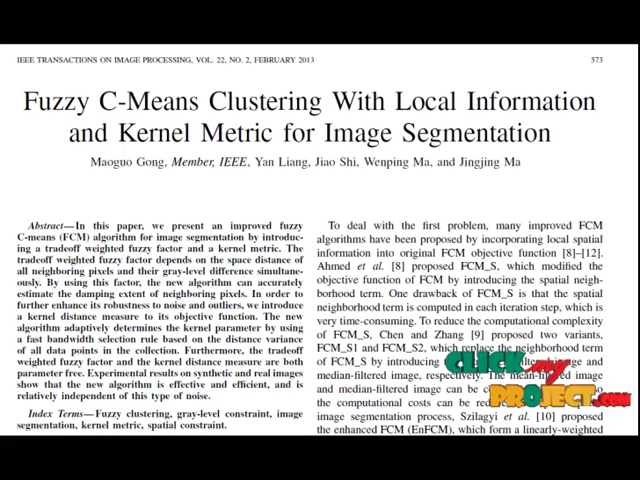 IEEE TRANSACTIONS ON IMAGE PROCESSING, VOL. 22, NO. 2, FEBRUARY 2013
573
Fuzzy C-Means Clustering With Local Information
and Kernel Metric for Image Segmentation
Maoguo Gong, Member, IEEE, Yan Liang, Jiao Shi, Wenping Ma, and Jingjing Ma
Abstract—In this paper, we present an improved fuzzy
C-means (FCM) algorithm for image segmentation by introduc-
ing a tradeoff weighted fuzzy factor and a kernel metric. The
tradeoff weighted fuzzy factor depends on the space distance of
all neighboring pixels and their gray-level difference simultane-
ously. By using this factor, the new algorithm can accurately
estimate the damping extent of neighboring pixels. In order to
further enhance its robustness to noise and outliers, we introduce
a kernel distance measure to its objective function. The new
algorithm adaptively determines the kernel parameter by using
a fast bandwidth selection rule based on the distance variance
of all data points in the collection. Furthermore, the tradeoff
weighted fuzzy factor and the kernel distance measure are both
parameter free. Experimental results on synthetic and real images
show that the new algorithm is effective and efficient, and is
relatively independent of this type of noise.
Index Terms—Fuzzy clustering, gray-level constraint, image
segmentation, kernel metric, spatial constraint.
To deal with the first problem, many improved FCM
algorithms have been proposed by incorporating local spatial
information into original FCM objective function [8]–[12].
Ahmed et al. [8] proposed FCM_S, which modified the
objective function of FCM by introducing the spatial neigh-
borhood term. One drawback of FCM_S is that the spatial
neighborhood term is computed in each iteration step, which is
very time-consuming. To reduce the computational complexity
of FCM_S, Chen and Zhang [9] proposed two variants,
FCM_S1 and FCM_S2, which replace the neighborhood term
of FCM_S by introducing
median-filtered image, respectively. The mean-filtered image
and median-filtered image can be
the computational costs can be
image segmentation process, Szilagyi et al. [10] proposed
the enhanced FCM (EnFCM), which form a linearly-weighted
CLICK my
PROJECT.com